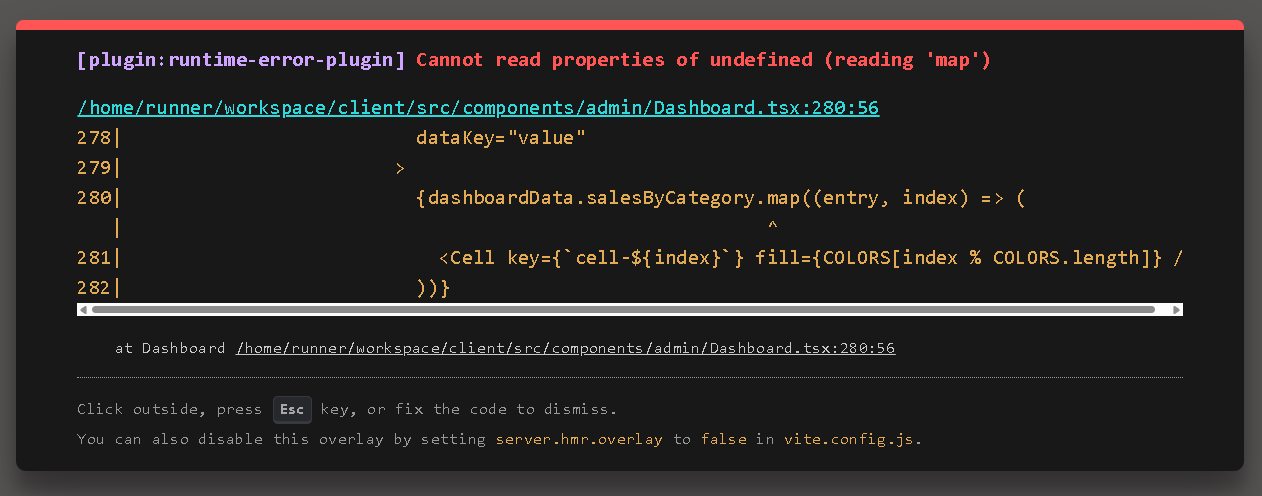 [plugin:runtime-error-plugin] Cannot read properties of undefined (reading 'map')
/home/runner/workspace/client/src/components/admin/Dashboard.tsx:280:56
278|                         dataKey="value"
279|                       >
280|                         {dashboardData.salesByCategory.map((entry, index) => (
   |                                                       ^
281|                           <Cell key={`cell-${index}`} fill={COLORS[index % COLORS.length]} /
282|                         ))}
at Dashboard /home/runner/workspace/client/src/components/admin/Dashboard.tsx:280:56
Click outside, press Esc key, or fix the code to dismiss.
You can also disable this overlay by setting server.hmr.overlay to false in vite.config.js.